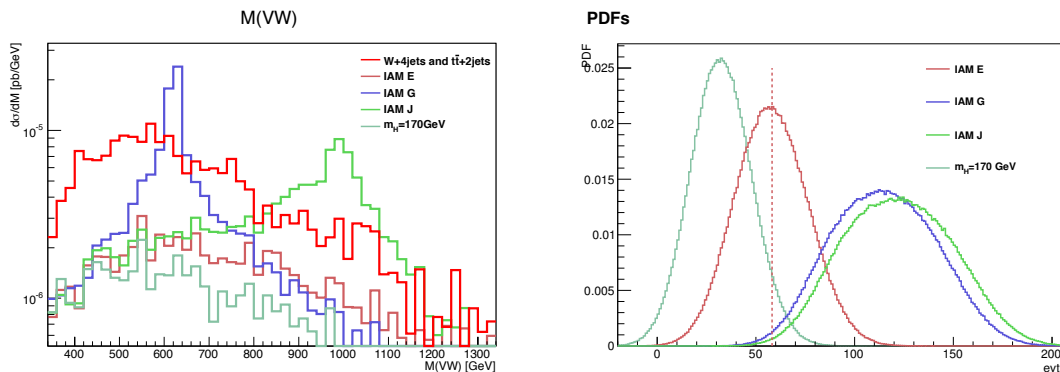 M(VW)
dσ/dM [pb/GeV]
10⁻⁵
10⁻⁶
W+4jets and tt̄+2jets
IAM E
IAM G
IAM J
m_H=170GeV
400 500 600 700 800 900 1000 1100 1200 1300
M(VW) [GeV]
PDFs
PDF
0.025
0.02
0.015
0.01
0.005
0
IAM E
IAM G
IAM J
m_H=170 GeV
0 50 100 150 200
evt